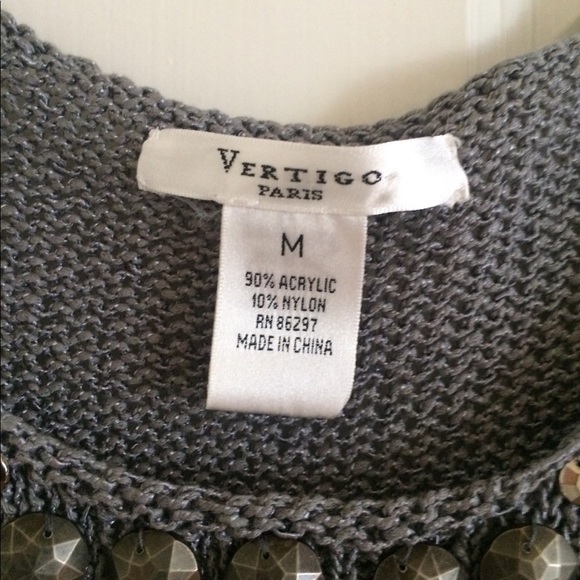 VERTIGO
PARIS
M
90% ACRYLIC
10% NYLON
RN 86297
MADE IN CHINA